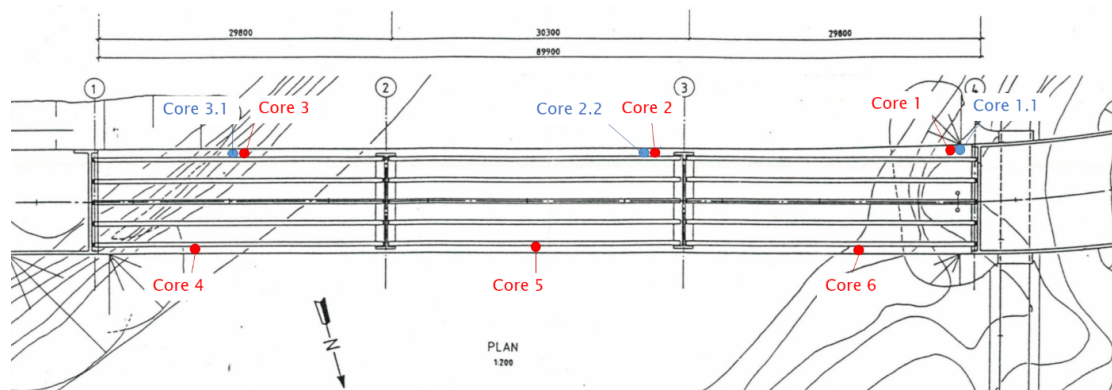 29800 30300 29800
89900
1 2 3 4
Core 3.1 Core 3 Core 2.2 Core 2 Core 1 Core 1.1
Core 4 Core 5 Core 6
N
PLAN
1:200